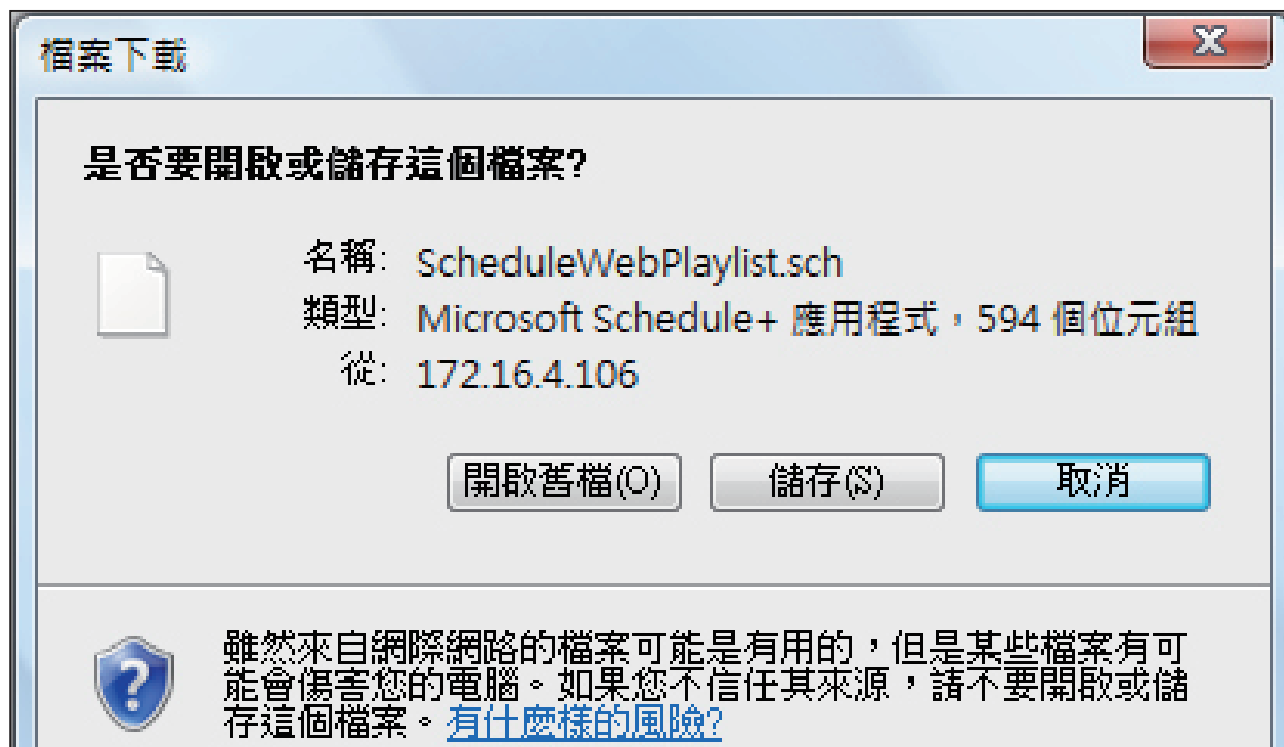 檔案下載
是否要開啟或儲存這個檔案?
名稱: ScheduleWebPlaylist.sch
類型: Microsoft Schedule+ 應用程式，594 個位元組
從: 172.16.4.106
開啟舊檔(O) 儲存(S) 取消
雖然來自網際網路的檔案可能是有用的，但是某些檔案有可
能會傷害您的電腦。如果您不信任其來源，請不要開啟或儲
存這個檔案。有什麼樣的風險?